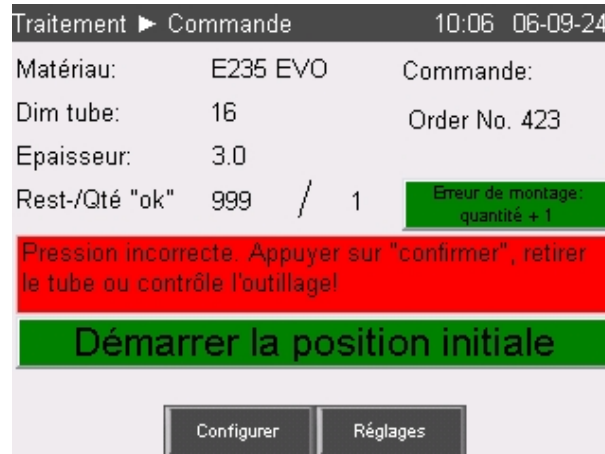 Traitement ► Commande 10:06 06-09-24
Matériau: E235 EVO Commande:
Dim tube: 16 Order No. 423
Epaisseur: 3.0
Rest-/Qté "ok" 999 / 1 Erreur de montage:
quantité + 1
Pression incorrecte. Appuyer sur "confirmer", retirer
le tube ou contrôle l'outillage!
Démarrer la position initiale
Configurer Réglages